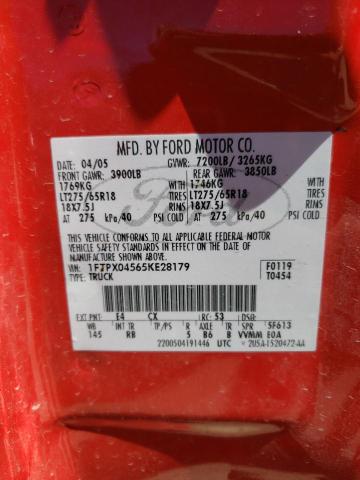 MFD. BY FORD MOTOR CO.
DATE: 04/05 GVWR: 7200LB/ 3265KG
FRONT GAWR: 3900LB REAR GAWR: 3850LB
1769KG WITH 1746KG WITH
LT275/65R18 TIRES LT275/65R18 TIRES
18X7.5J RIMS 18X7.5J RIMS
AT 275 kPa/40 PSI COLD AT 275 kPa/40 PSI COLD
THIS VEHICLE CONFORMS TO ALL APPLICABLE FEDERAL MOTOR
VEHICLE SAFETY STANDARDS IN EFFECT ON THE DATE OF
MANUFACTURE SHOWN ABOVE.
VIN: 1FTPX04565KE28179 F0119
TYPE: TRUCK T0454
EXT PNT: E4 CX RC: 53 DSO:
WB INT TR TP/PS R AXLE TR SPR 5F613
145 RB 5 B6 B VVMM EOA
2200504191446 UTC 2U5A-1520472-AA
Ford